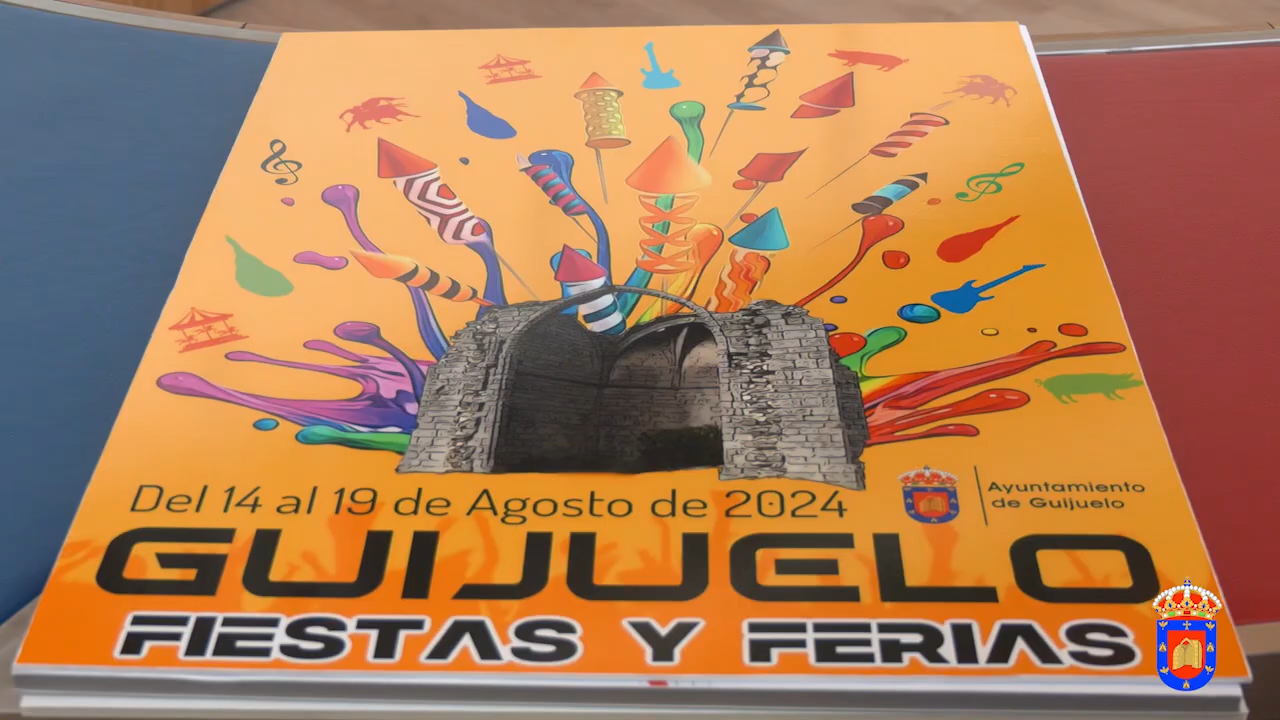 Del 14 al 19 de Agosto de 2024
Ayuntamiento
de Guijuelo
GUIJUELO
FIESTAS Y FERIAS